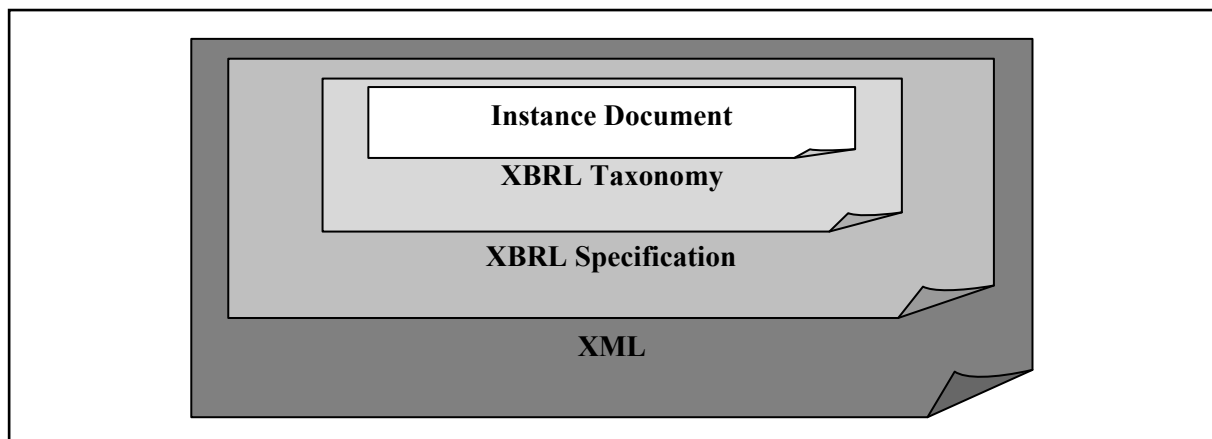 Instance Document
XBRL Taxonomy
XBRL Specification
XML